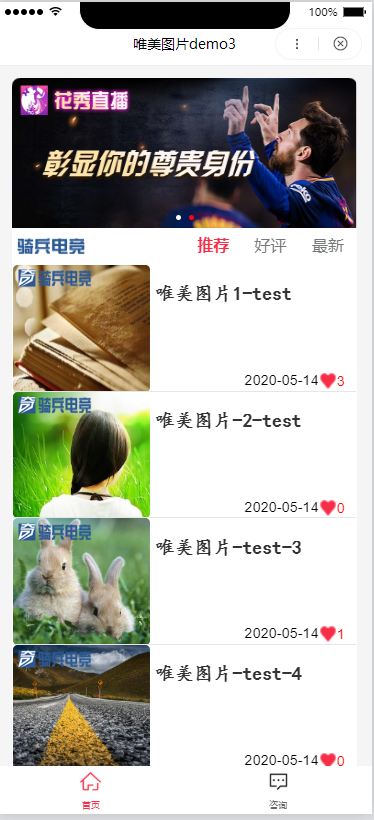 100%
唯美图片demo3
花秀直播
彰显你的尊贵身份
骑兵电竞
推荐 好评 最新
骑兵电竞
唯美图片1-test
2020-05-14 3
骑兵电竞
唯美图片-2-test
2020-05-14 0
骑兵电竞
唯美图片-test-3
2020-05-14 1
骑兵电竞
唯美图片-test-4
2020-05-14 0
首页 咨询